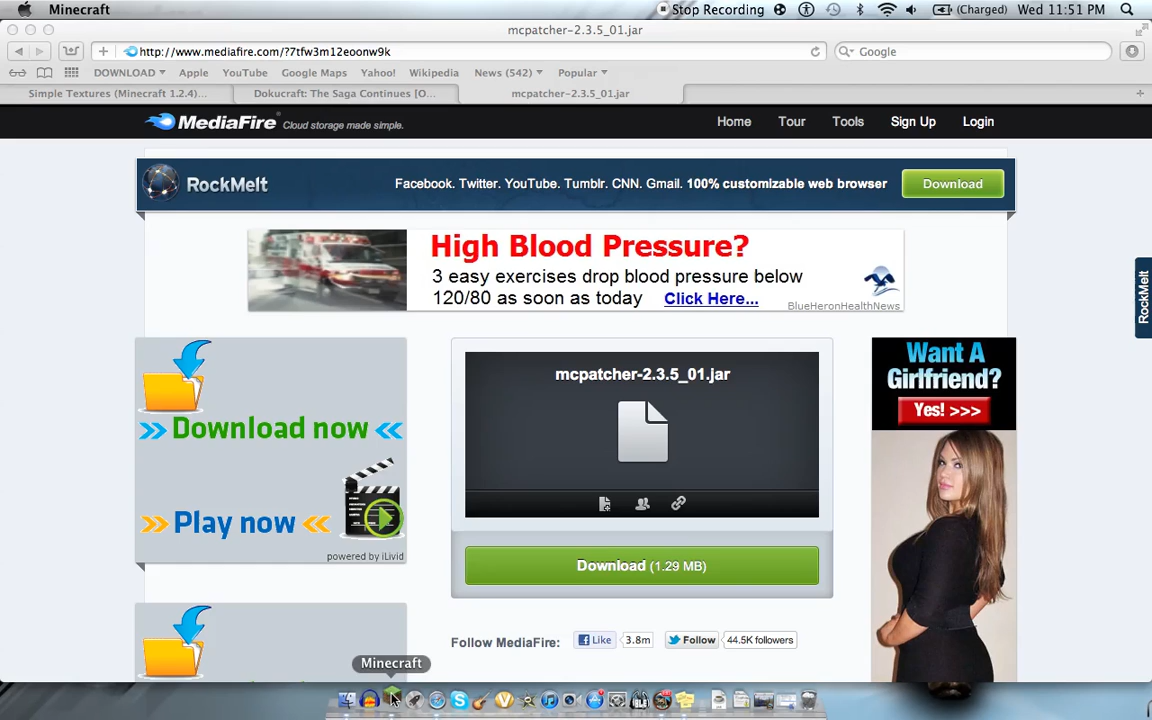 Minecraft
Stop Recording
(Charged) Wed 11:51 PM
mcpatcher-2.3.5_01.jar
http://www.mediafire.com/?7tfw3m12eoonw9k
Google
DOWNLOAD Apple YouTube Google Maps Yahoo! Wikipedia News (542) Popular
Simple Textures (Minecraft 1.2.4)...
Dokucraft: The Saga Continues [O...
mcpatcher-2.3.5_01.jar
MediaFire Cloud storage made simple.
Home Tour Tools Sign Up Login
RockMelt
Facebook. Twitter. YouTube. Tumblr. CNN. Gmail. 100% customizable web browser
Download
High Blood Pressure?
3 easy exercises drop blood pressure below
120/80 as soon as today Click Here...
BlueHeronHealthNews
RockMelt
Download now
Play now
powered by iLivid
mcpatcher-2.3.5_01.jar
Download (1.29 MB)
Want A
Girlfriend?
Yes! >>>
Follow MediaFire: Like 3.8m Follow 44.5K followers
Minecraft